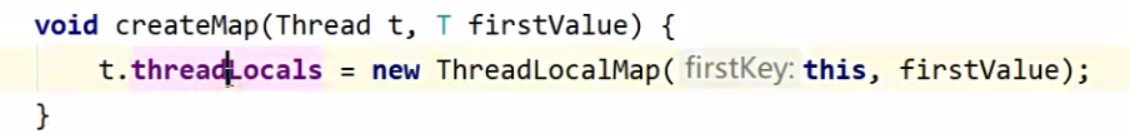 void createMap(Thread t, T firstValue) {
t.threadLocals = new ThreadLocalMap( firstKey: this, firstValue);
}